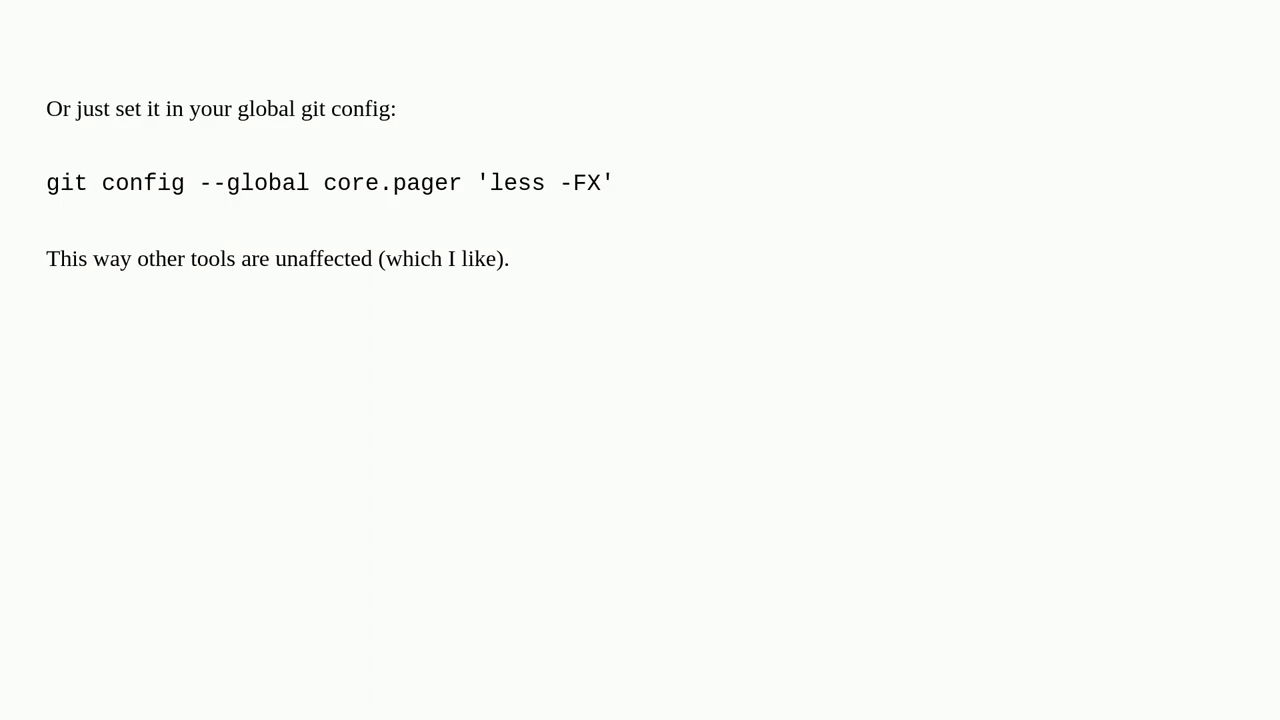 Or just set it in your global git config:
git config --global core.pager 'less -FX'
This way other tools are unaffected (which I like).